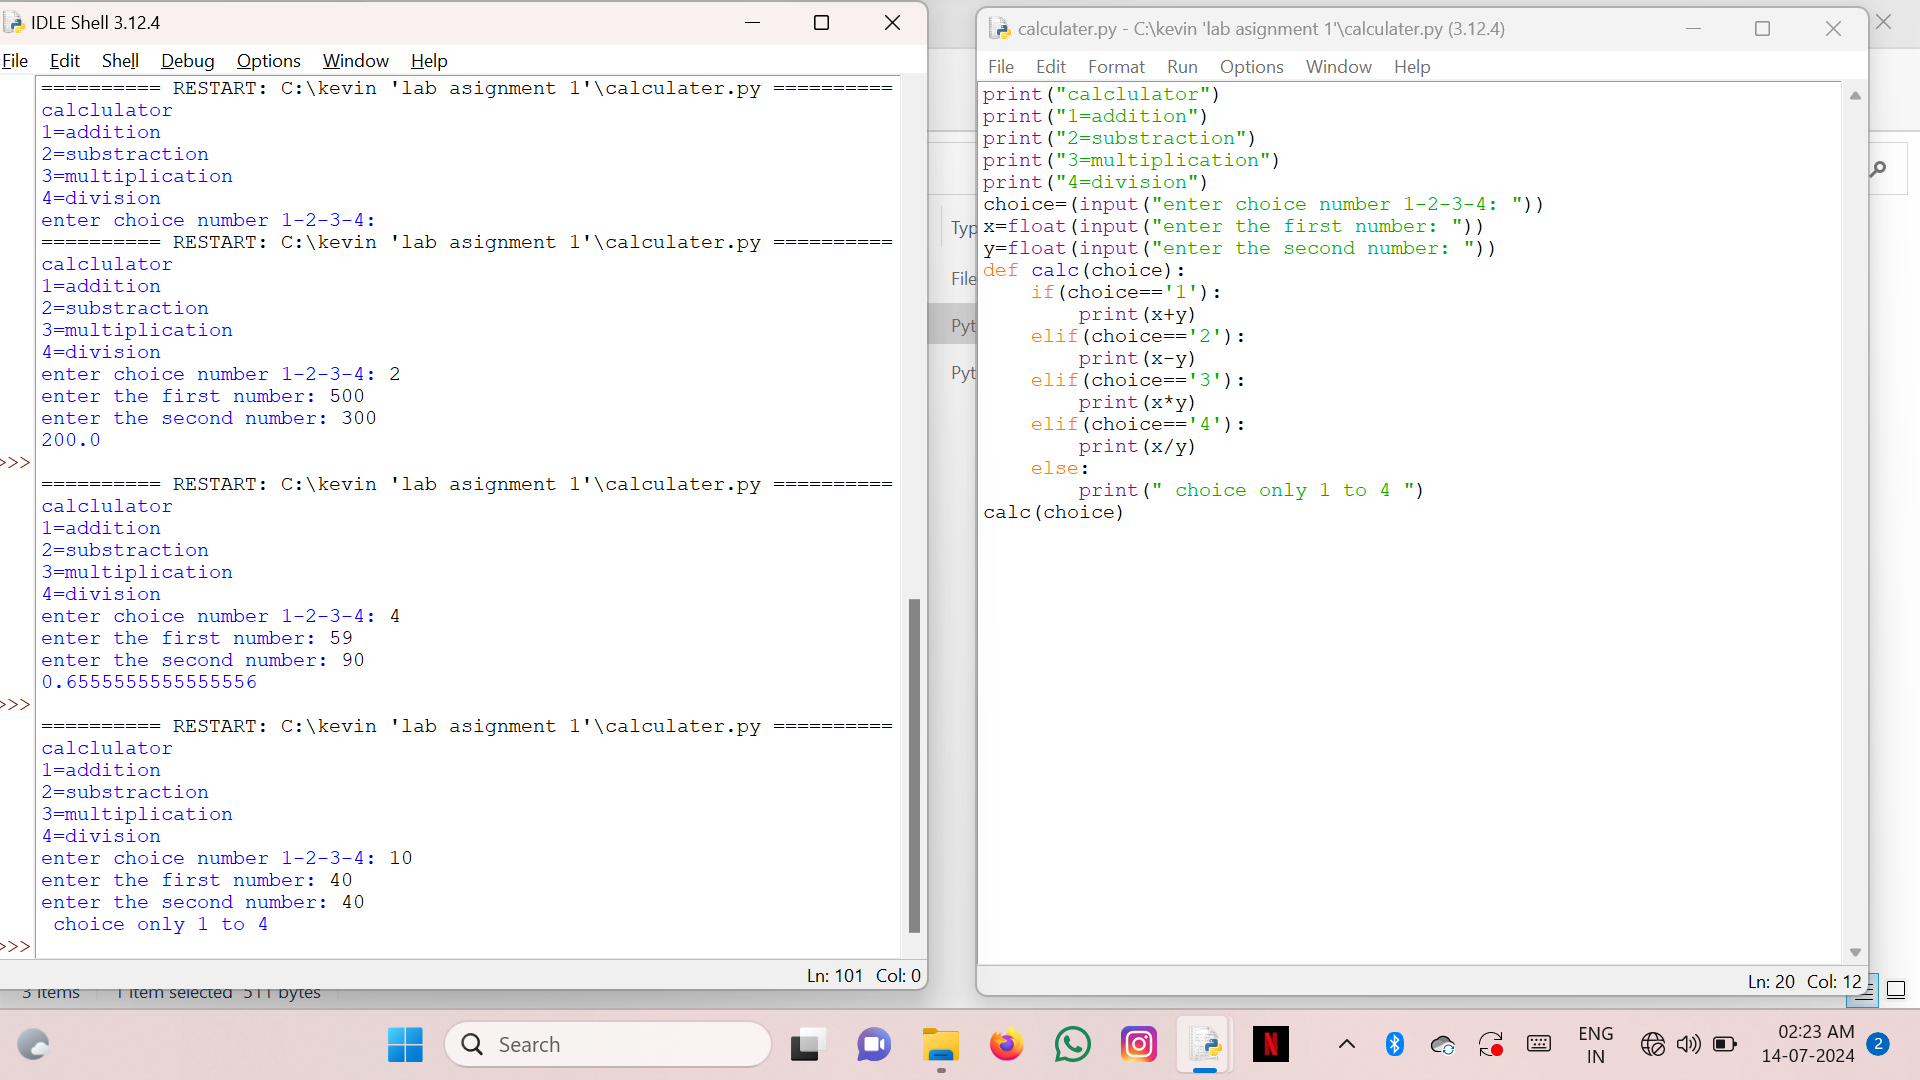 IDLE Shell 3.12.4
File Edit Shell Debug Options Window Help
========== RESTART: C:\kevin 'lab asignment 1'\calculater.py ==========
calclulator
1=addition
2=substraction
3=multiplication
4=division
enter choice number 1-2-3-4:
========== RESTART: C:\kevin 'lab asignment 1'\calculater.py ==========
calclulator
1=addition
2=substraction
3=multiplication
4=division
enter choice number 1-2-3-4: 2
enter the first number: 500
enter the second number: 300
200.0
>>>
========== RESTART: C:\kevin 'lab asignment 1'\calculater.py ==========
calclulator
1=addition
2=substraction
3=multiplication
4=division
enter choice number 1-2-3-4: 4
enter the first number: 59
enter the second number: 90
0.6555555555555556
>>>
========== RESTART: C:\kevin 'lab asignment 1'\calculater.py ==========
calclulator
1=addition
2=substraction
3=multiplication
4=division
enter choice number 1-2-3-4: 10
enter the first number: 40
enter the second number: 40
 choice only 1 to 4
>>>
Ln: 101 Col: 0
3 items 1 item selected 511 bytes
Typ
File
Pyt
Pyt
calculater.py - C:\kevin 'lab asignment 1'\calculater.py (3.12.4)
File Edit Format Run Options Window Help
print("calclulator")
print("1=addition")
print("2=substraction")
print("3=multiplication")
print("4=division")
choice=(input("enter choice number 1-2-3-4: "))
x=float(input("enter the first number: "))
y=float(input("enter the second number: "))
def calc(choice):
    if(choice=='1'):
        print(x+y)
    elif(choice=='2'):
        print(x-y)
    elif(choice=='3'):
        print(x*y)
    elif(choice=='4'):
        print(x/y)
    else:
        print(" choice only 1 to 4 ")
calc(choice)
Ln: 20 Col: 12
Search
N
ENG
IN
02:23 AM
14-07-2024
2